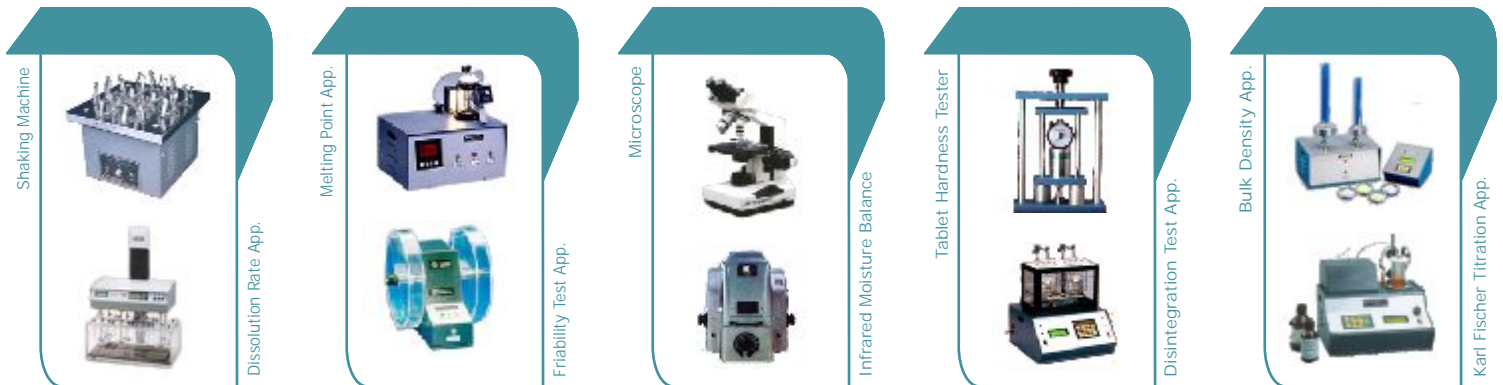 Shaking Machine
Dissolution Rate App.
Melting Point App.
Friability Test App.
Microscope
Infrared Moisture Balance
Tablet Hardness Tester
Disintegration Test App.
Bulk Density App.
Karl Fischer Titration App.